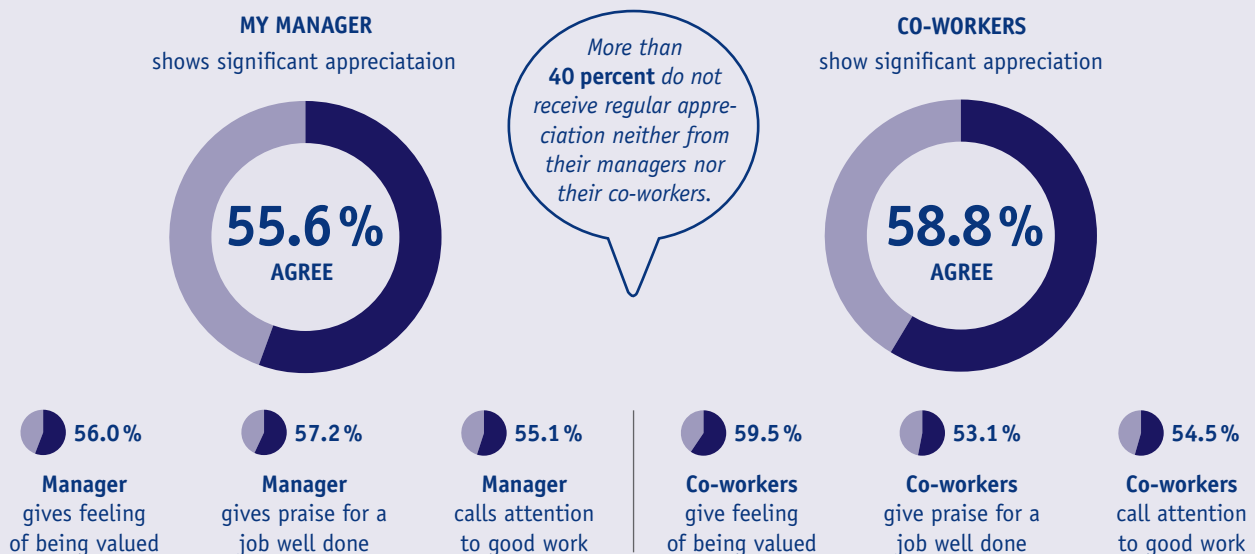 MY MANAGER
shows significant appreciataion
55.6 %
AGREE
More than
40 percent do not
receive regular appre-
ciation neither from
their managers nor
their co-workers.
CO-WORKERS
show significant appreciation
58.8 %
AGREE
56.0 %
Manager
gives feeling
of being valued
57.2 %
Manager
gives praise for a
job well done
55.1 %
Manager
calls attention
to good work
59.5 %
Co-workers
give feeling
of being valued
53.1 %
Co-workers
give praise for a
job well done
54.5 %
Co-workers
call attention
to good work